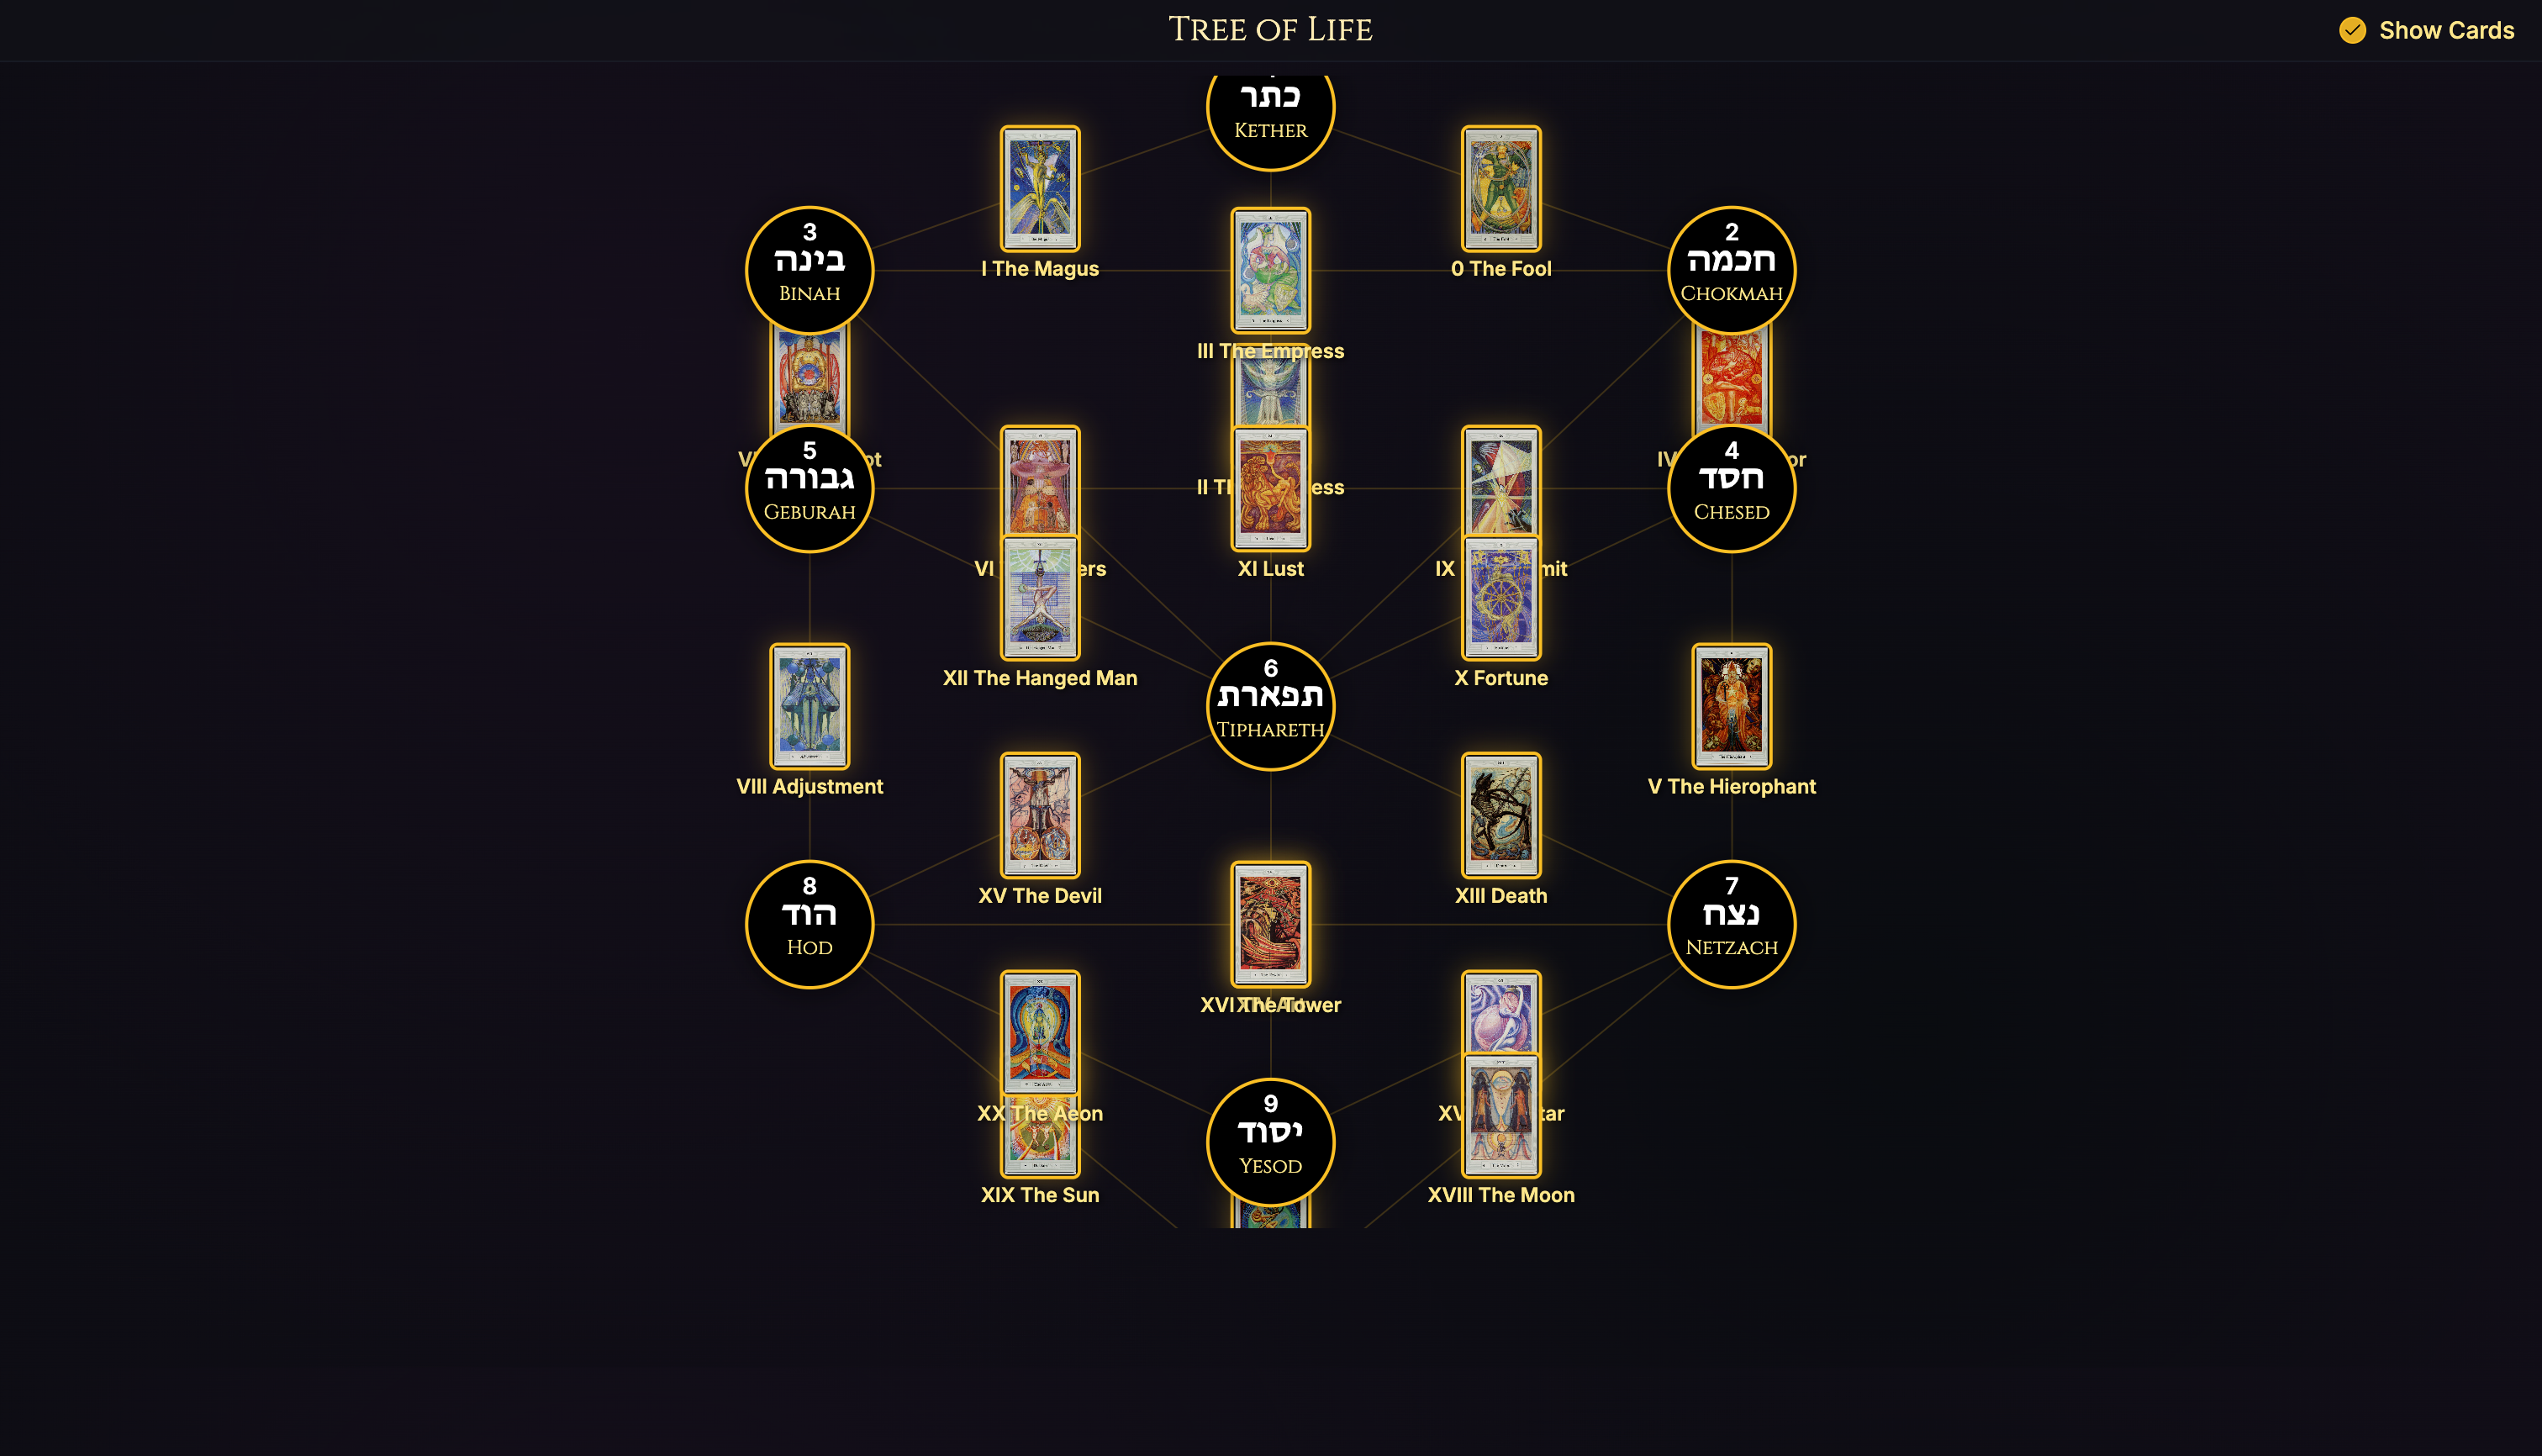 Tree of Life
Show Cards
כתר
Kether
3
בינה
Binah
2
חכמה
Chokmah
I The Magus
0 The Fool
III The Empress
5
גבורה
Geburah
4
חסד
Chesed
XI Lust
XII The Hanged Man
X Fortune
6
תפארת
Tiphareth
VIII Adjustment
V The Hierophant
XV The Devil
XIII Death
8
הוד
Hod
7
נצח
Netzach
XVI The Tower
XX The Aeon
9
יסוד
Yesod
XIX The Sun
XVIII The Moon